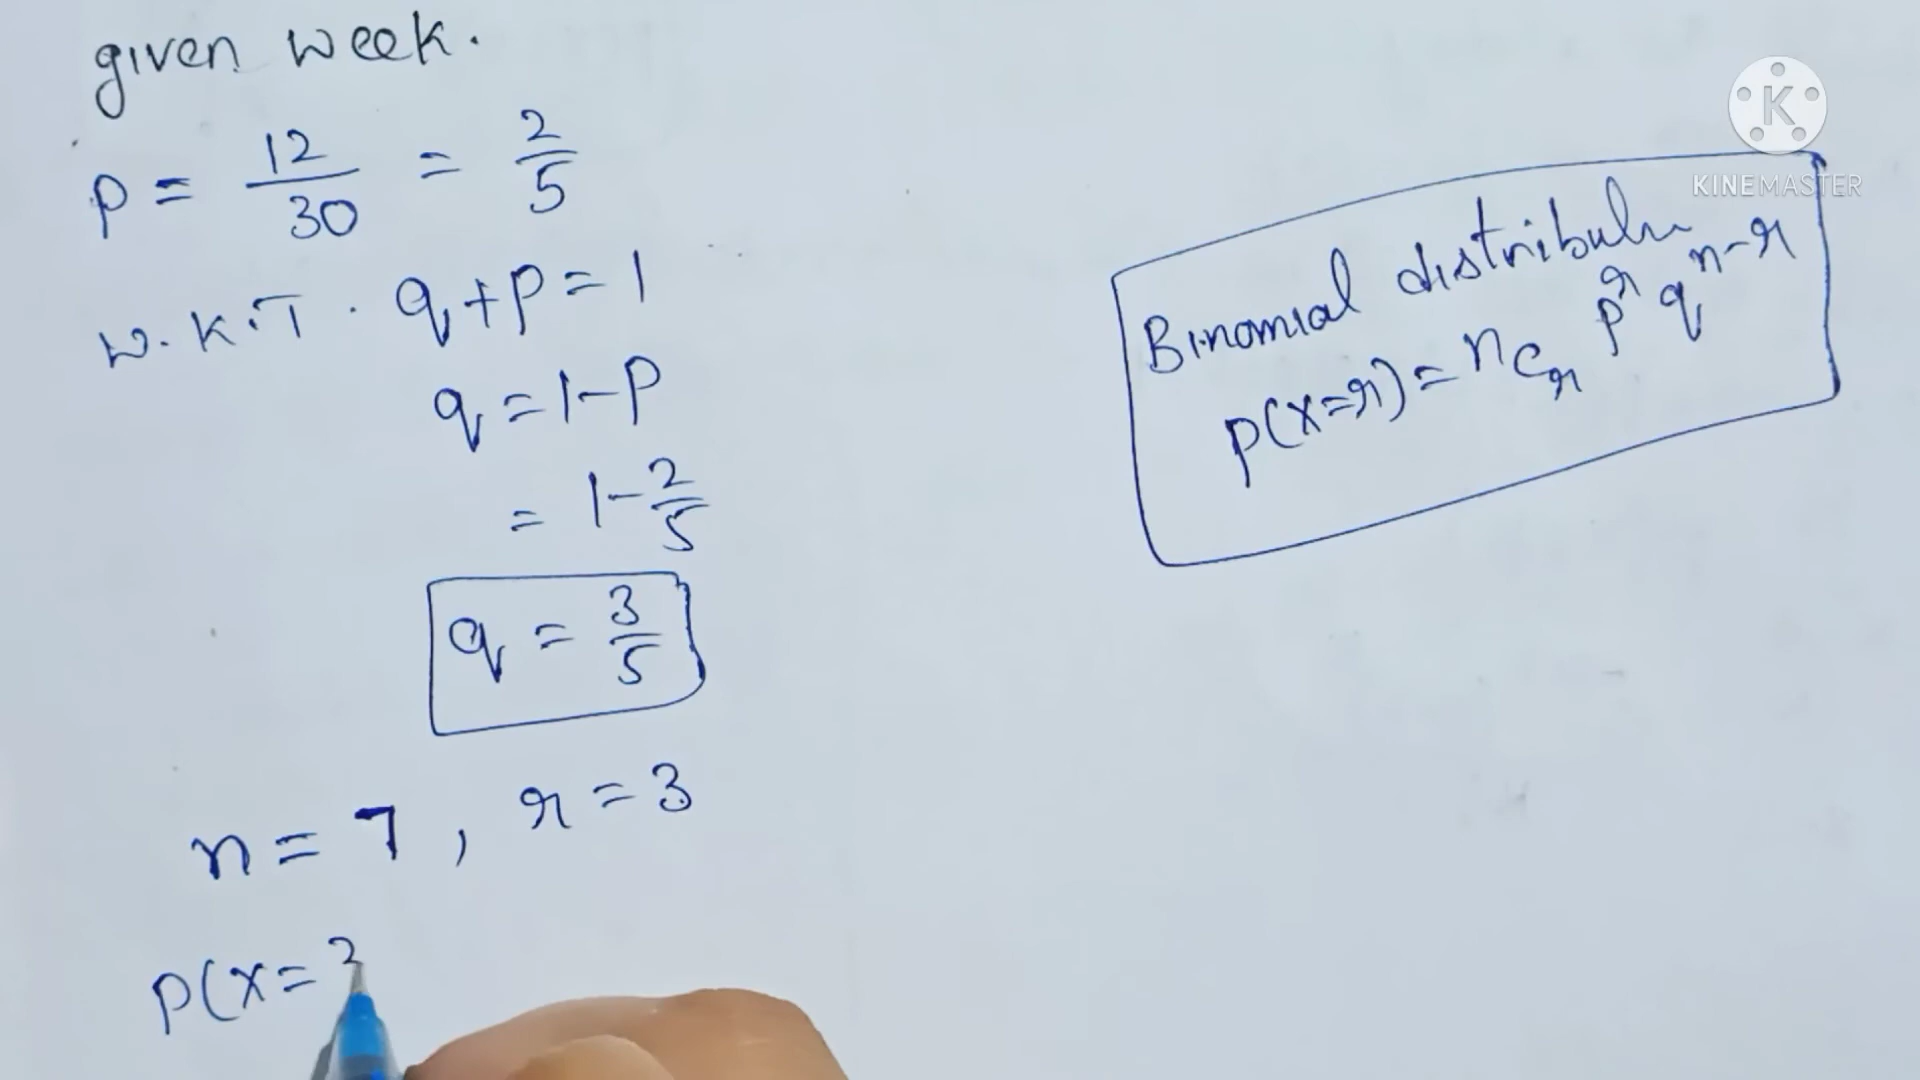 given week.
p = 12/30 = 2/5
W.K.T. q+p=1
q=1-P
= 1-2/5
q = 3/5
n = 7, r = 3
P(x=3
K
KINEMASTER
Binomial distributu
P(x=r) = nCr p^r q^n-r